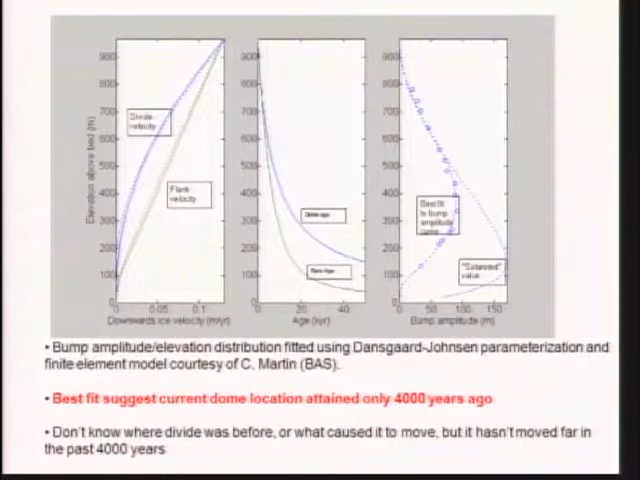 900
800
700
600
500
400
300
200
100
0
Elevation above bed (m)
Divide velocity
Flank velocity
0
0.05
0.1
Downwards ice velocity (m/yr)
900
800
700
600
500
400
300
200
100
0
Divide age
Flank age
0
20
40
Age (kyr)
900
800
700
600
500
400
300
200
100
0
Best fit
to bump
amplitude
curve
"Saturated"
value
0
50
100
150
Bump amplitude (m)
• Bump amplitude/elevation distribution fitted using Dansgaard-Johnsen parameterization and
finite element model courtesy of C. Martin (BAS).
• Best fit suggest current dome location attained only 4000 years ago
• Don't know where divide was before, or what caused it to move, but it hasn't moved far in
the past 4000 years